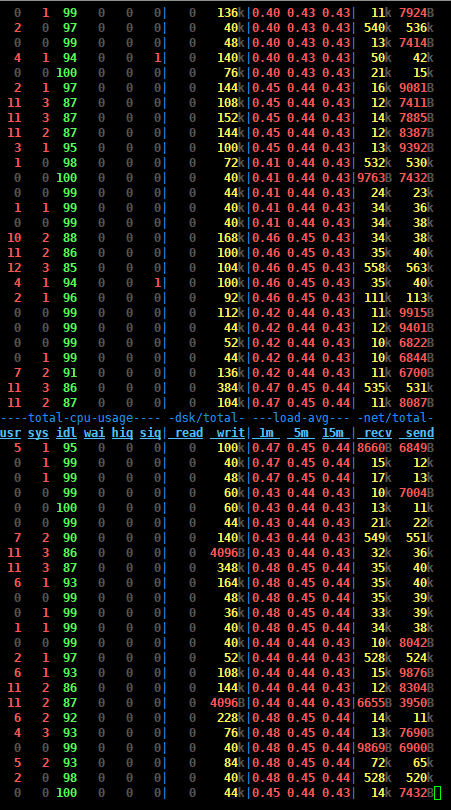 0 1 99 0 0 0| 0 136k|0.40 0.43 0.43| 11k 7924B
2 0 97 0 0 0| 0 40k|0.40 0.43 0.43| 540k 536k
0 0 99 0 0 0| 0 48k|0.40 0.43 0.43| 13k 7414B
4 1 94 0 0 1| 0 140k|0.40 0.43 0.43| 50k 42k
0 0 100 0 0 0| 0 76k|0.40 0.43 0.43| 21k 15k
2 1 97 0 0 0| 0 144k|0.45 0.44 0.43| 16k 9081B
11 3 87 0 0 0| 0 108k|0.45 0.44 0.43| 12k 7411B
11 3 87 0 0 0| 0 152k|0.45 0.44 0.43| 14k 7885B
11 2 87 0 0 0| 0 144k|0.45 0.44 0.43| 12k 8387B
3 1 95 0 0 0| 0 100k|0.45 0.44 0.43| 13k 9392B
1 0 98 0 0 0| 0 72k|0.41 0.44 0.43| 532k 530k
0 0 100 0 0 0| 0 40k|0.41 0.44 0.43|9763B 7432B
0 0 99 0 0 0| 0 44k|0.41 0.44 0.43| 24k 23k
1 1 99 0 0 0| 0 40k|0.41 0.44 0.43| 34k 36k
0 0 99 0 0 0| 0 40k|0.41 0.44 0.43| 34k 38k
10 2 88 0 0 0| 0 168k|0.46 0.45 0.43| 34k 38k
11 2 86 0 0 0| 0 100k|0.46 0.45 0.43| 35k 40k
12 3 85 0 0 0| 0 104k|0.46 0.45 0.43| 558k 563k
4 1 94 0 0 1| 0 100k|0.46 0.45 0.43| 35k 40k
2 1 96 0 0 0| 0 92k|0.46 0.45 0.43| 111k 113k
0 0 99 0 0 0| 0 112k|0.42 0.44 0.43| 11k 9915B
0 0 99 0 0 0| 0 44k|0.42 0.44 0.43| 12k 9401B
0 0 99 0 0 0| 0 52k|0.42 0.44 0.43| 10k 6822B
0 1 99 0 0 0| 0 44k|0.42 0.44 0.43| 10k 6844B
7 2 91 0 0 0| 0 136k|0.42 0.44 0.43| 11k 6700B
11 3 86 0 0 0| 0 384k|0.47 0.45 0.43| 535k 531k
11 2 87 0 0 0| 0 104k|0.47 0.45 0.43| 11k 8087B
----total-cpu-usage---- -dsk/total- ---load-avg--- -net/total-
usr sys idl wai hiq siq| read writ| 1m 5m 15m | recv send
5 1 95 0 0 0| 0 100k|0.47 0.45 0.44|8660B 6849B
0 1 99 0 0 0| 0 40k|0.47 0.45 0.44| 15k 12k
0 1 99 0 0 0| 0 48k|0.47 0.45 0.44| 17k 13k
0 0 99 0 0 0| 0 60k|0.43 0.44 0.43| 10k 7004B
0 0 100 0 0 0| 0 60k|0.43 0.44 0.43| 13k 11k
0 0 99 0 0 0| 0 44k|0.43 0.44 0.43| 21k 22k
7 2 90 0 0 0| 0 140k|0.43 0.44 0.43| 549k 551k
11 3 86 0 0 0| 0 4096B|0.43 0.44 0.43| 32k 36k
11 3 87 0 0 0| 0 348k|0.48 0.45 0.44| 35k 40k
6 1 93 0 0 0| 0 164k|0.48 0.45 0.44| 35k 40k
0 0 99 0 0 0| 0 48k|0.48 0.45 0.44| 35k 39k
0 1 99 0 0 0| 0 36k|0.48 0.45 0.44| 33k 39k
1 1 99 0 0 0| 0 40k|0.48 0.45 0.44| 34k 38k
0 0 99 0 0 0| 0 40k|0.44 0.44 0.43| 10k 8042B
2 1 97 0 0 0| 0 52k|0.44 0.44 0.43| 528k 524k
6 1 93 0 0 0| 0 108k|0.44 0.44 0.43| 15k 9876B
11 2 86 0 0 0| 0 144k|0.44 0.44 0.43| 12k 8304B
11 2 87 0 0 0| 0 4096B|0.44 0.44 0.43|6655B 3950B
6 2 92 0 0 0| 0 228k|0.48 0.45 0.44| 14k 11k
4 3 93 0 0 0| 0 76k|0.48 0.45 0.44| 13k 7690B
0 0 99 0 0 0| 0 40k|0.48 0.45 0.44|9869B 6900B
5 2 93 0 0 0| 0 84k|0.48 0.45 0.44| 72k 65k
2 0 98 0 0 0| 0 40k|0.48 0.45 0.44| 528k 520k
0 0 100 0 0 0| 0 44k|0.45 0.44 0.43| 14k 7432B